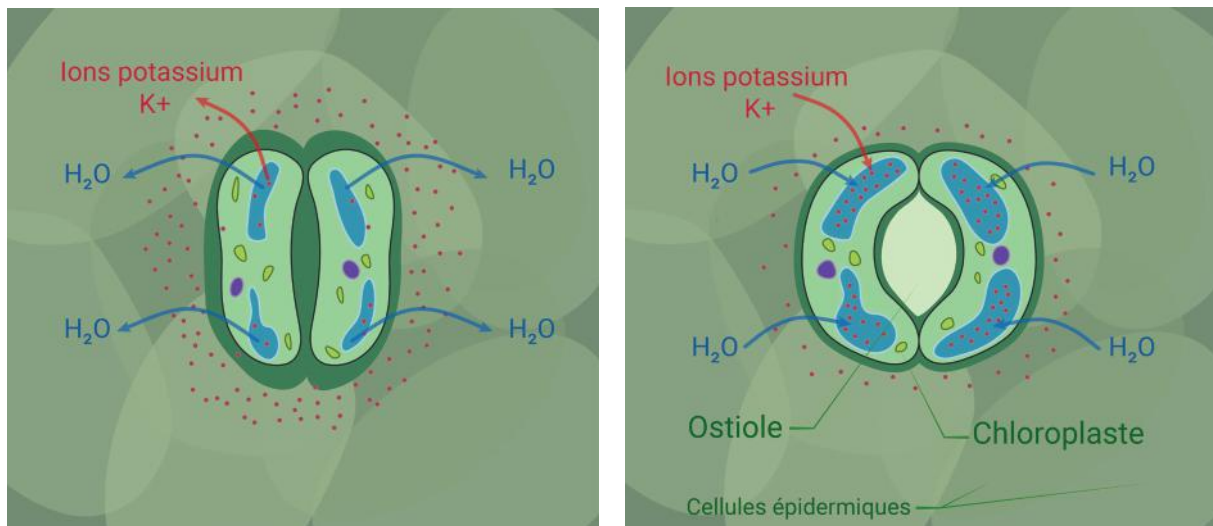 Ions potassium
K+
H₂O
H₂O
H₂O
H₂O
Ions potassium
K+
H₂O
H₂O
H₂O
H₂O
Ostiole
Chloroplaste
Cellules épidermiques